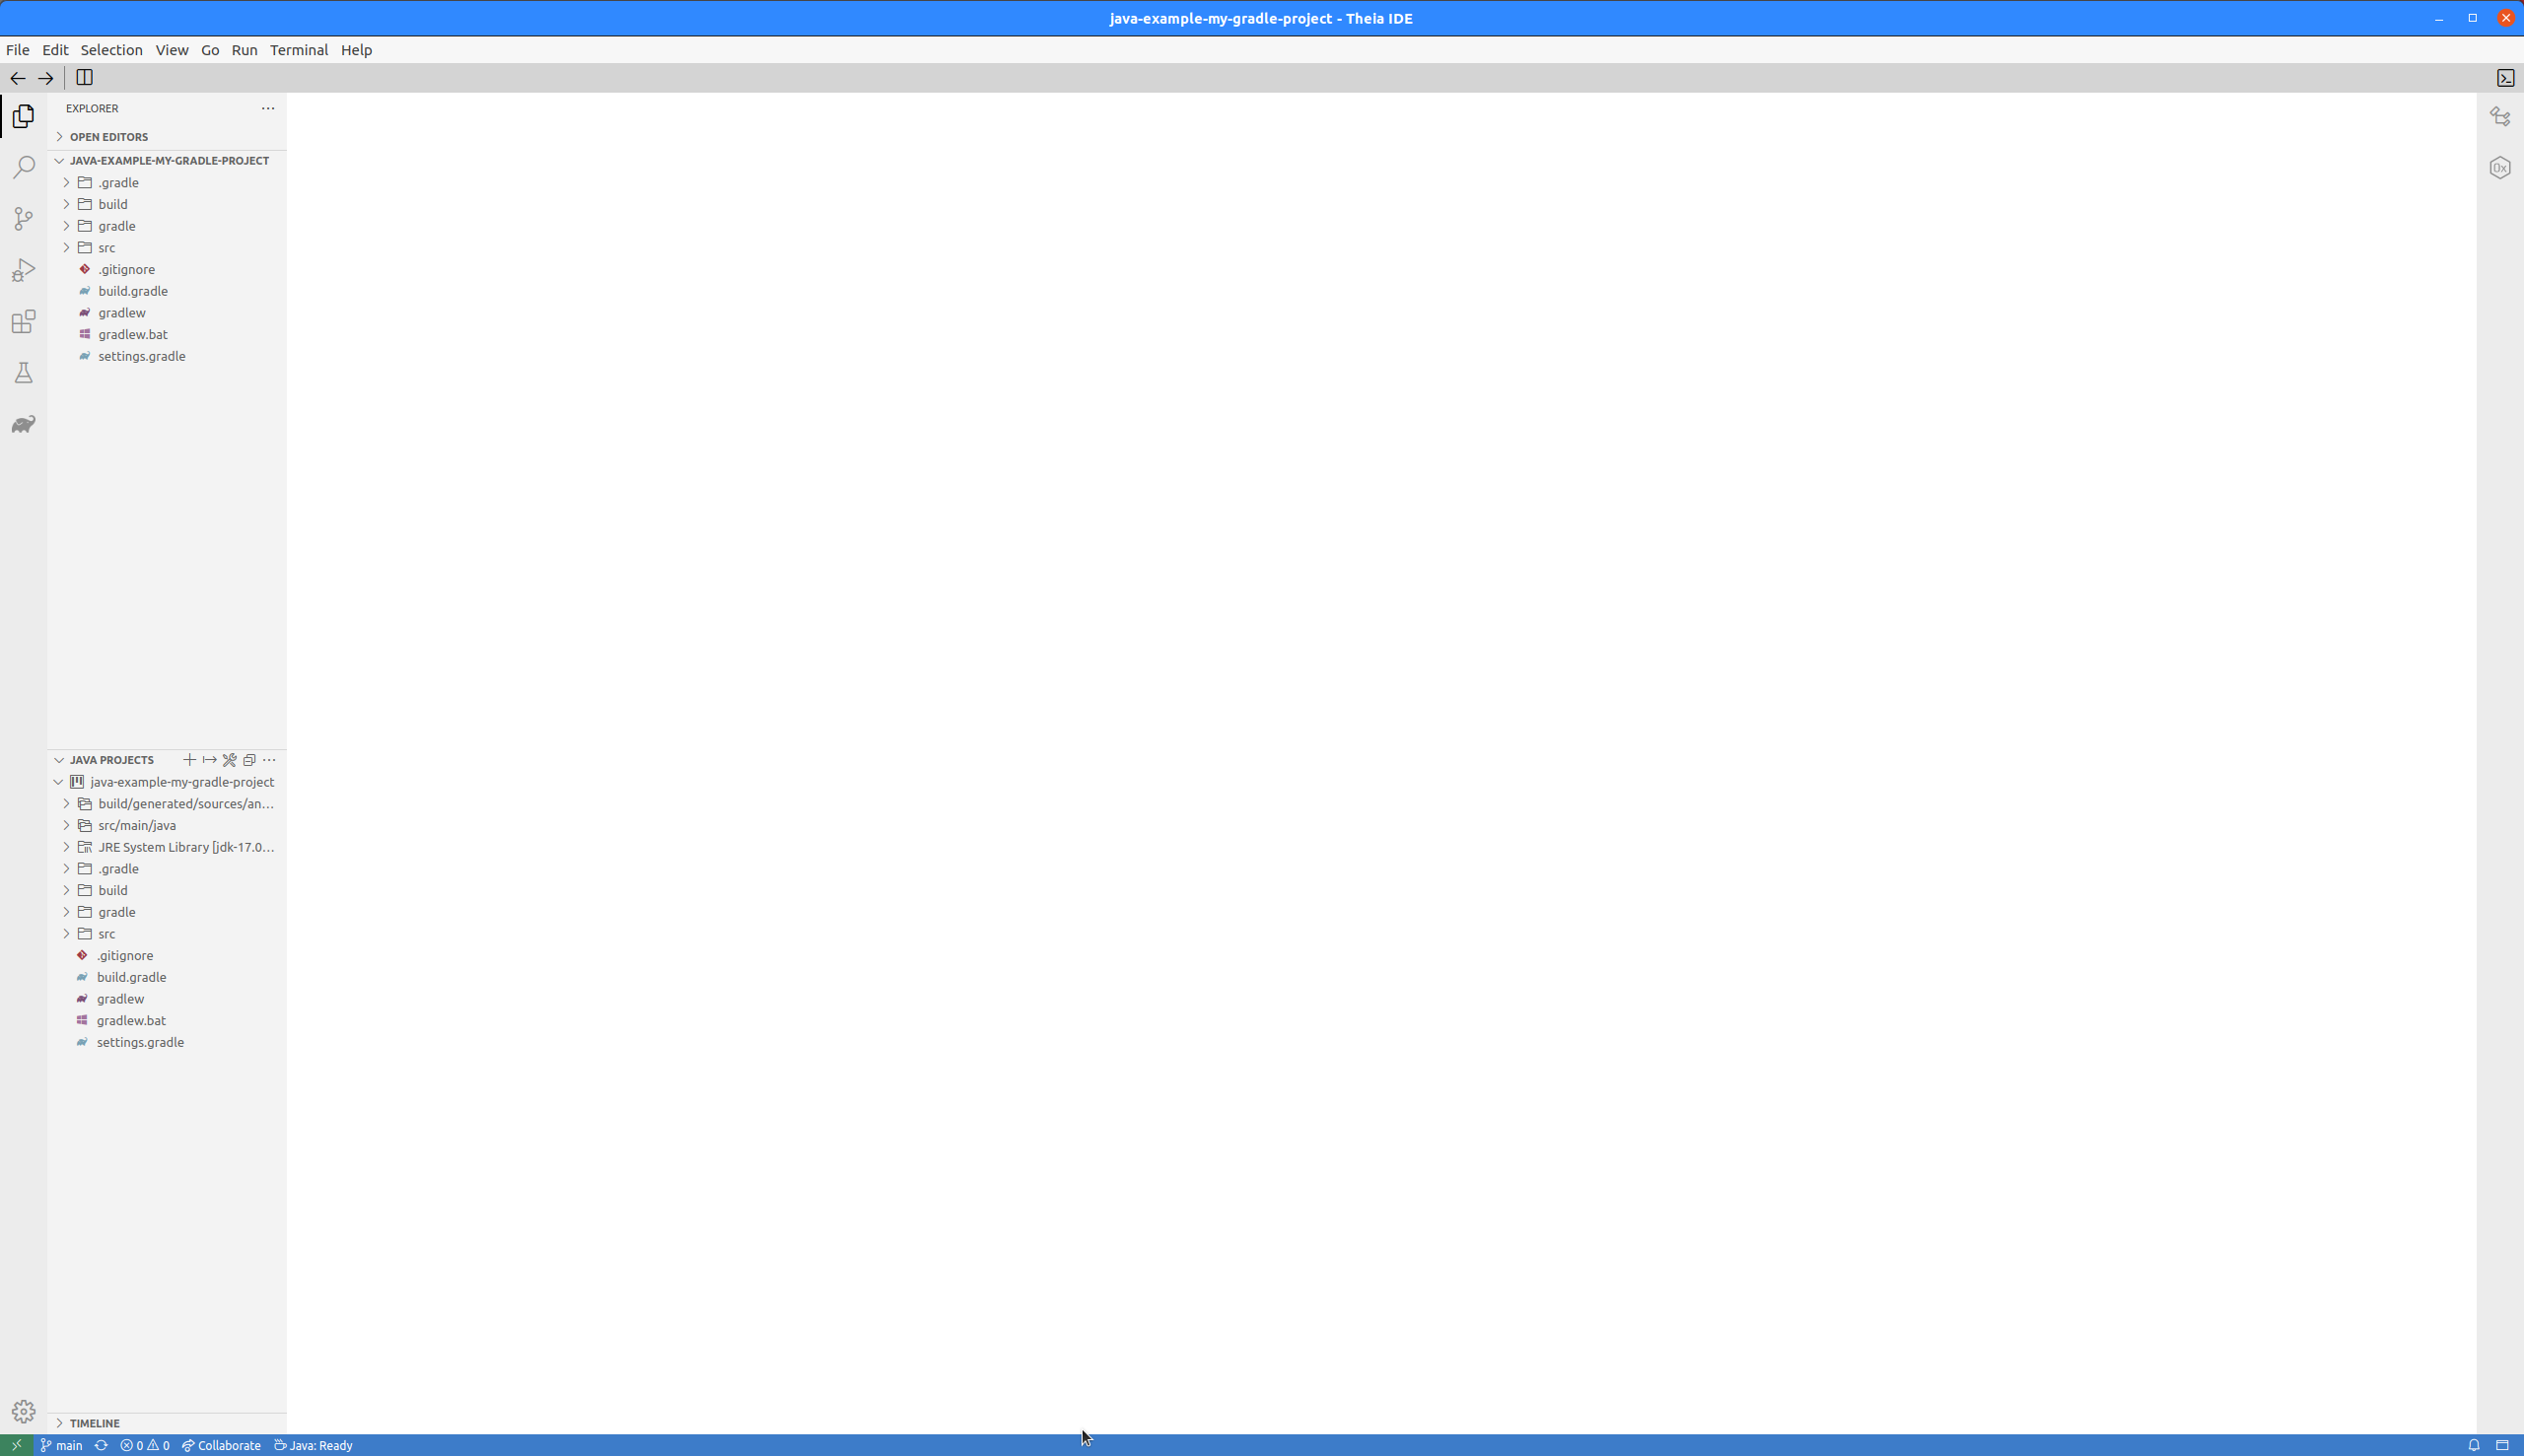 java-example-my-gradle-project - Theia IDE
File Edit Selection View Go Run Terminal Help
EXPLORER
OPEN EDITORS
JAVA-EXAMPLE-MY-GRADLE-PROJECT
.gradle
build
gradle
src
.gitignore
build.gradle
gradlew
gradlew.bat
settings.gradle
0x
JAVA PROJECTS
java-example-my-gradle-project
build/generated/sources/an...
src/main/java
JRE System Library [jdk-17.0...
.gradle
build
gradle
src
.gitignore
build.gradle
gradlew
gradlew.bat
settings.gradle
TIMELINE
main 0 0 Collaborate Java: Ready